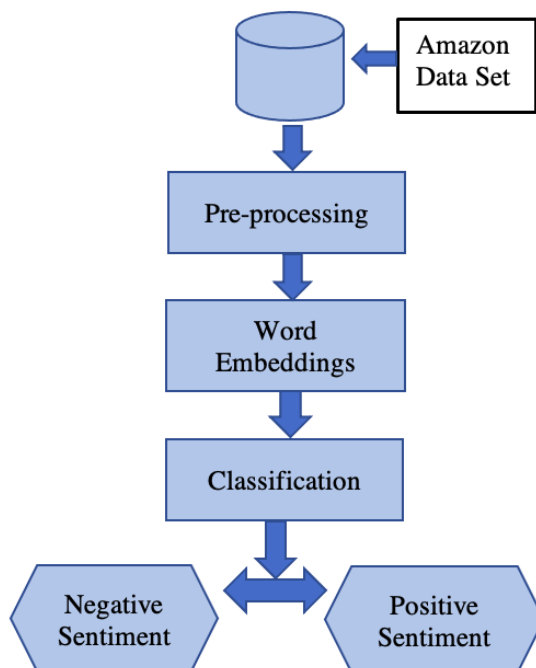 Amazon
Data Set
Pre-processing
Word
Embeddings
Classification
Negative
Sentiment
Positive
Sentiment